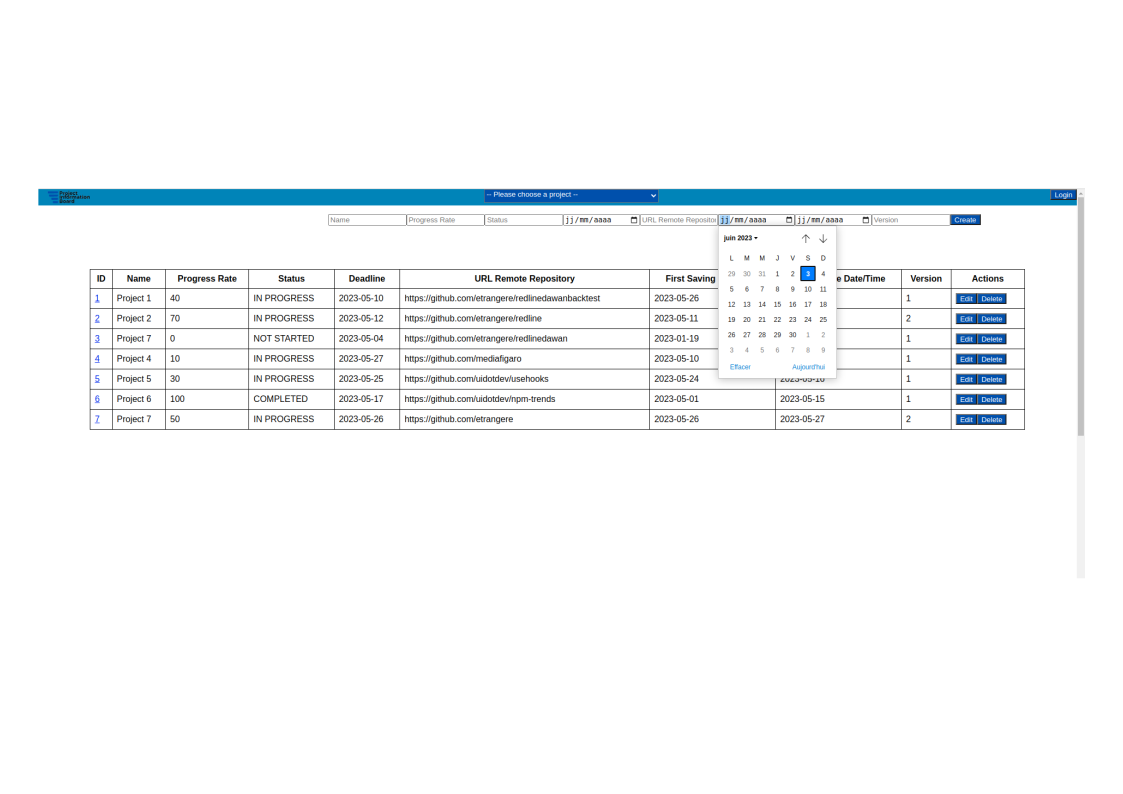 Project Information Board
-- Please choose a project --
Login
Name Progress Rate Status jj/mm/aaaa URL Remote Repositor jj/mm/aaaa jj/mm/aaaa Version Create
juin 2023
L M M J V S D
29 30 31 1 2 3 4
5 6 7 8 9 10 11
12 13 14 15 16 17 18
19 20 21 22 23 24 25
26 27 28 29 30 1 2
3 4 5 6 7 8 9
Effacer Aujourd'hui
ID Name Progress Rate Status Deadline URL Remote Repository First Saving e Date/Time Version Actions
1 Project 1 40 IN PROGRESS 2023-05-10 https://github.com/etrangere/redlinedawanbacktest 2023-05-26 1 Edit Delete
2 Project 2 70 IN PROGRESS 2023-05-12 https://github.com/etrangere/redline 2023-05-11 2 Edit Delete
3 Project 7 0 NOT STARTED 2023-05-04 https://github.com/etrangere/redlinedawan 2023-01-19 1 Edit Delete
4 Project 4 10 IN PROGRESS 2023-05-27 https://github.com/mediafigaro 2023-05-10 1 Edit Delete
5 Project 5 30 IN PROGRESS 2023-05-25 https://github.com/uidotdev/usehooks 2023-05-24 1 Edit Delete
6 Project 6 100 COMPLETED 2023-05-17 https://github.com/uidotdev/npm-trends 2023-05-01 2023-05-15 1 Edit Delete
7 Project 7 50 IN PROGRESS 2023-05-26 https://github.com/etrangere 2023-05-26 2023-05-27 2 Edit Delete